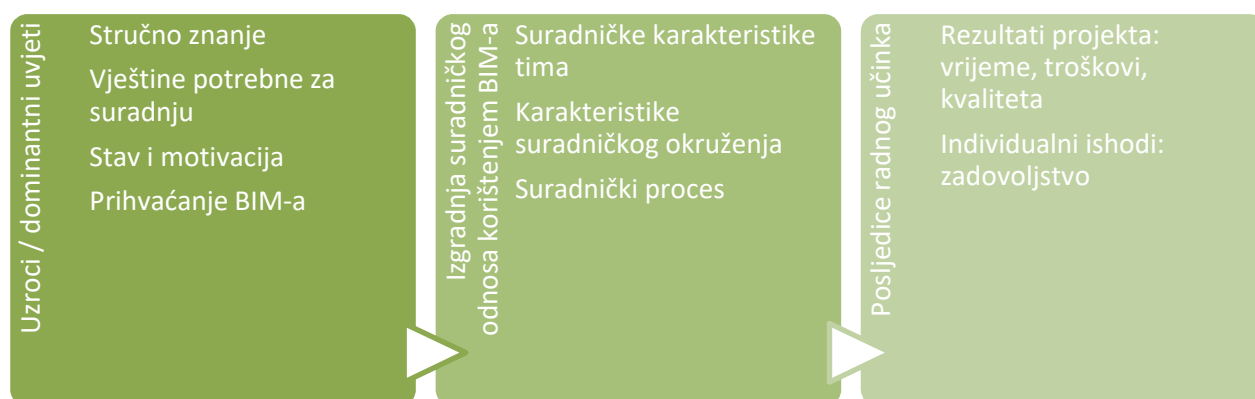 Uzroci / dominantni uvjeti
Stručno znanje
Vještine potrebne za
suradnju
Stav i motivacija
Prihvaćanje BIM-a
Izgradnja suradničkog
odnosa korištenjem BIM-a
Suradničke karakteristike
tima
Karakteristike
suradničkog okruženja
Suradnički proces
Posljedice radnog učinka
Rezultati projekta:
vrijeme, troškovi,
kvaliteta
Individualni ishodi:
zadovoljstvo